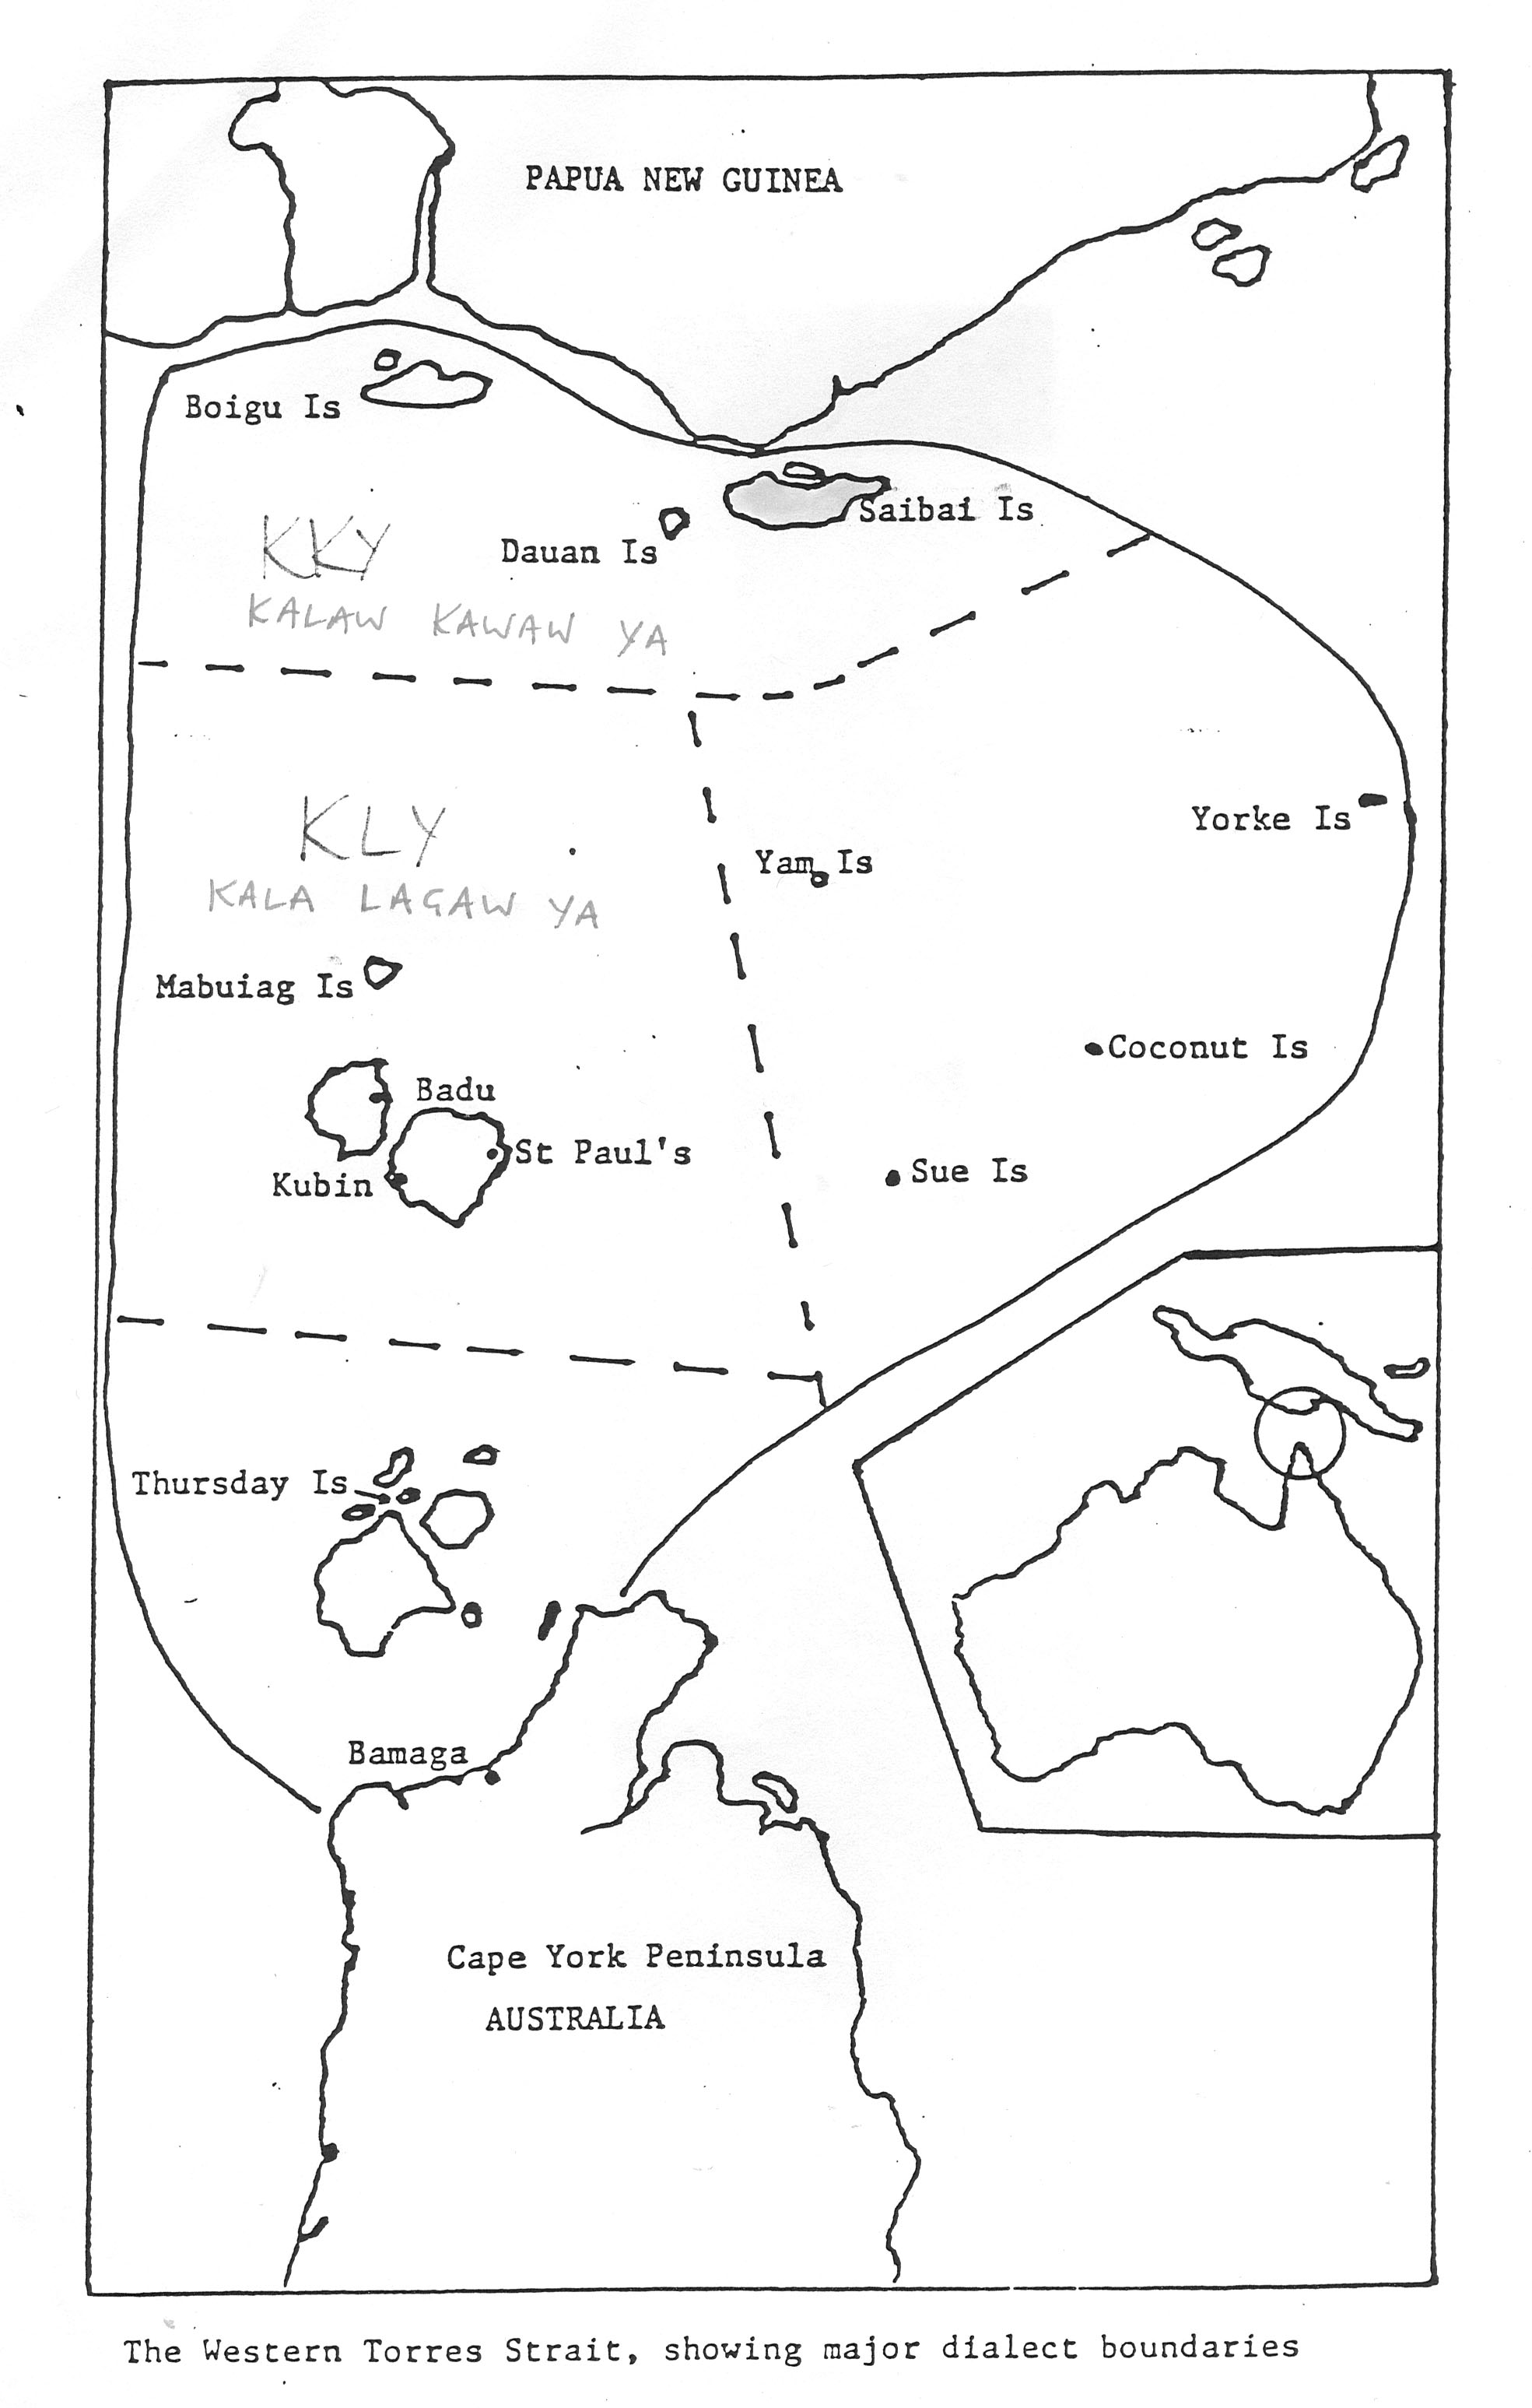 PAPUA NEW GUINEA
Boigu Is
Saibai Is
Dauan Is
KKY
KALAW KAWAW YA
KLY
Yorke Is
Yam Is
KALA LAGAW YA
Mabuiag Is
Coconut Is
Badu
St Paul's
Sue Is
Kubin
Thursday Is
Bamaga
Cape York Peninsula
AUSTRALIA
The Western Torres Strait, showing major dialect boundaries